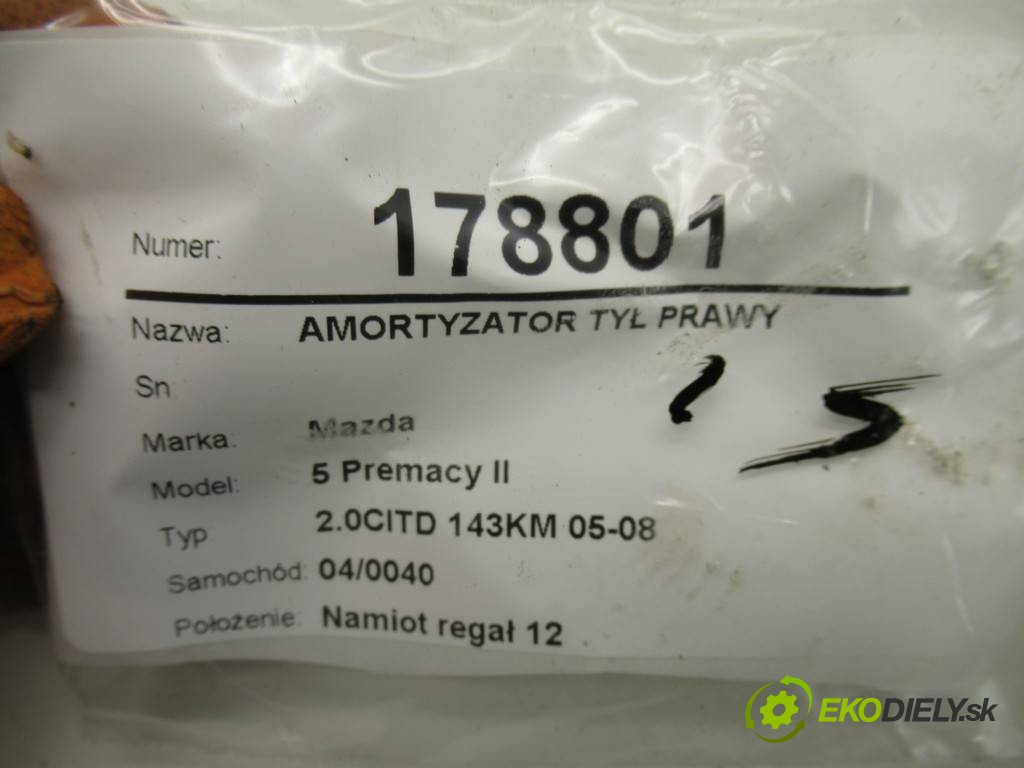 Numer: 178801
Nazwa: AMORTYZATOR TYŁ PRAWY
Sn
Marka: Mazda
Model: 5 Premacy II
Typ 2.0CITD 143KM 05-08
Samochód: 04/0040
Położenie: Namiot regał 12
EKODIELY.sk